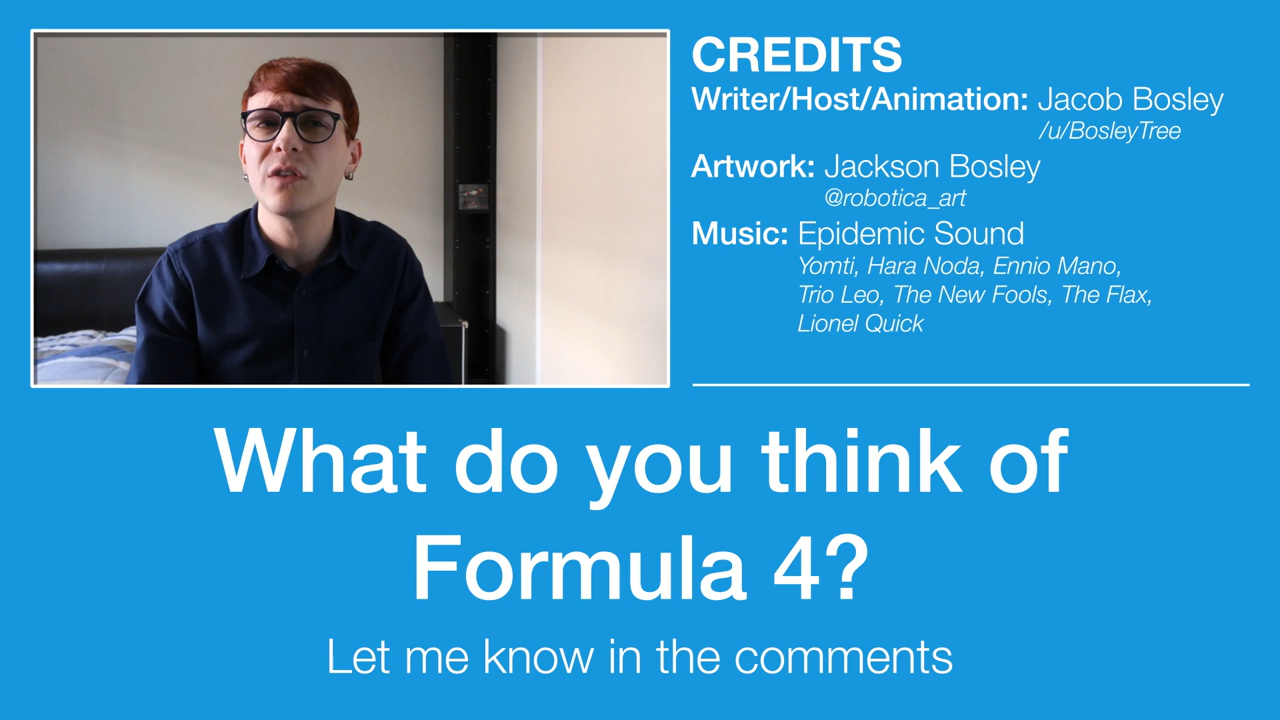 CREDITS
Writer/Host/Animation: Jacob Bosley
/u/BosleyTree
Artwork: Jackson Bosley
@robotica_art
Music: Epidemic Sound
Yomti, Hara Noda, Ennio Mano,
Trio Leo, The New Fools, The Flax,
Lionel Quick
What do you think of
Formula 4?
Let me know in the comments